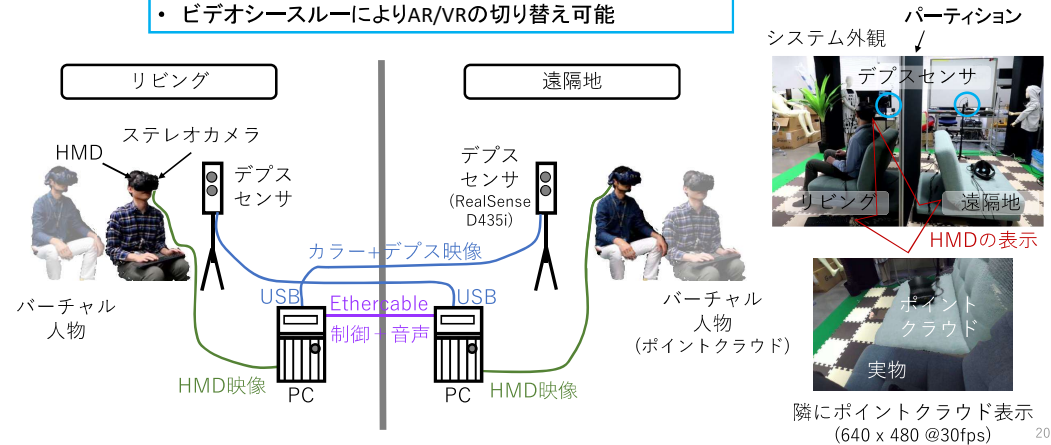 • ビデオシースルーによりAR/VRの切り替え可能
パーティション
システム外観
リビング
遠隔地
デプスセンサ
ステレオカメラ
HMD
デプス
センサ
デプス
センサ
(RealSense
D435i)
リビング
遠隔地
HMDの表示
カラー+デプス映像
USB
Ethercable
USB
制御+音声
バーチャル
人物
バーチャル
人物
(ポイントクラウド)
ポイント
クラウド
実物
HMD映像
PC
PC
HMD映像
隣にポイントクラウド表示
(640 x 480 @30fps)
20